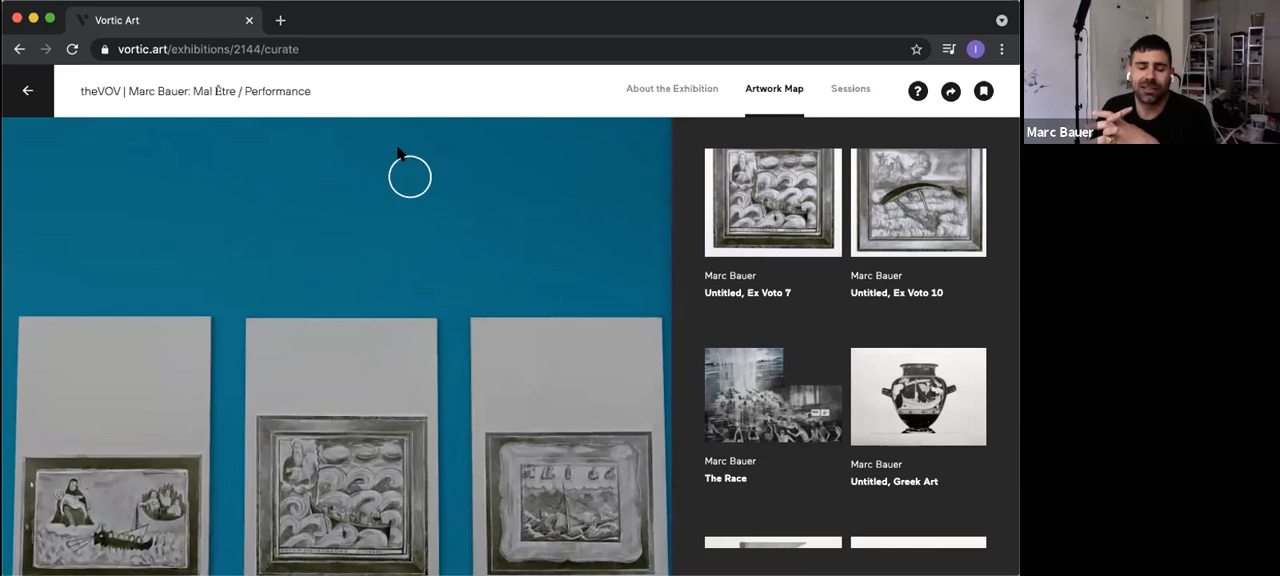 Vortic Art
vortic.art/exhibitions/2144/curate
I
theVOV | Marc Bauer: Mal Être / Performance
About the Exhibition
Artwork Map
Sessions
?
Marc Bauer
Marc Bauer
Untitled, Ex Voto 7
Marc Bauer
Untitled, Ex Voto 10
Marc Bauer
The Race
Marc Bauer
Untitled, Greek Art